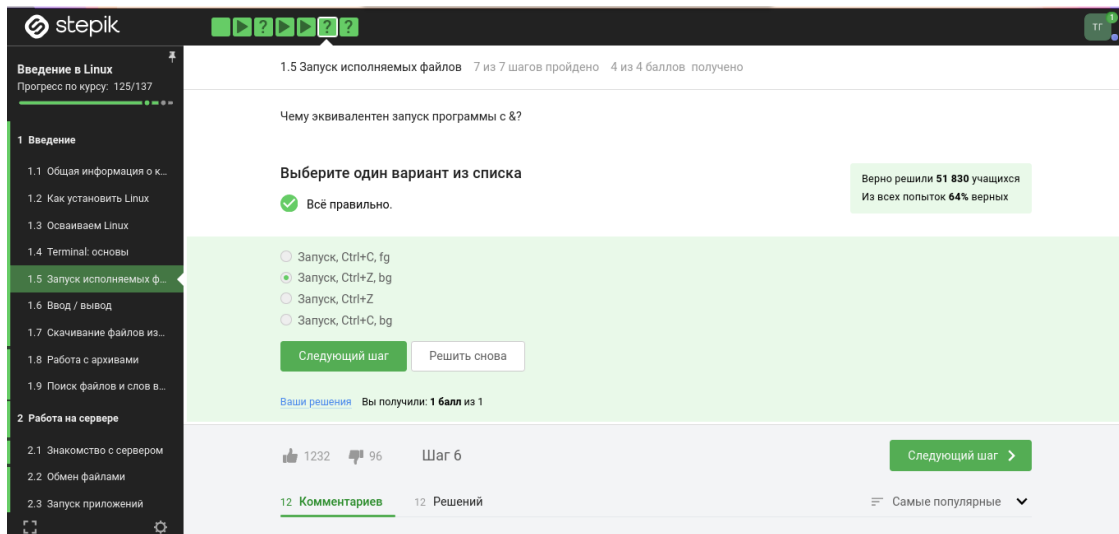 stepik
? ? ?
ТГ 1
Введение в Linux
Прогресс по курсу: 125/137
1 Введение
1.1 Общая информация о к...
1.2 Как установить Linux
1.3 Осваиваем Linux
1.4 Terminal: основы
1.5 Запуск исполняемых ф...
1.6 Ввод / вывод
1.7 Скачивание файлов из...
1.8 Работа с архивами
1.9 Поиск файлов и слов в...
2 Работа на сервере
2.1 Знакомство с сервером
2.2 Обмен файлами
2.3 Запуск приложений
1.5 Запуск исполняемых файлов 7 из 7 шагов пройдено 4 из 4 баллов получено
Чему эквивалентен запуск программы с &?
Выберите один вариант из списка
Всё правильно.
Верно решили 51 830 учащихся
Из всех попыток 64% верных
Запуск, Ctrl+C, fg
Запуск, Ctrl+Z, bg
Запуск, Ctrl+Z
Запуск, Ctrl+C, bg
Следующий шаг Решить снова
Ваши решения Вы получили: 1 балл из 1
1232 96 Шаг 6 Следующий шаг
12 Комментариев 12 Решений Самые популярные